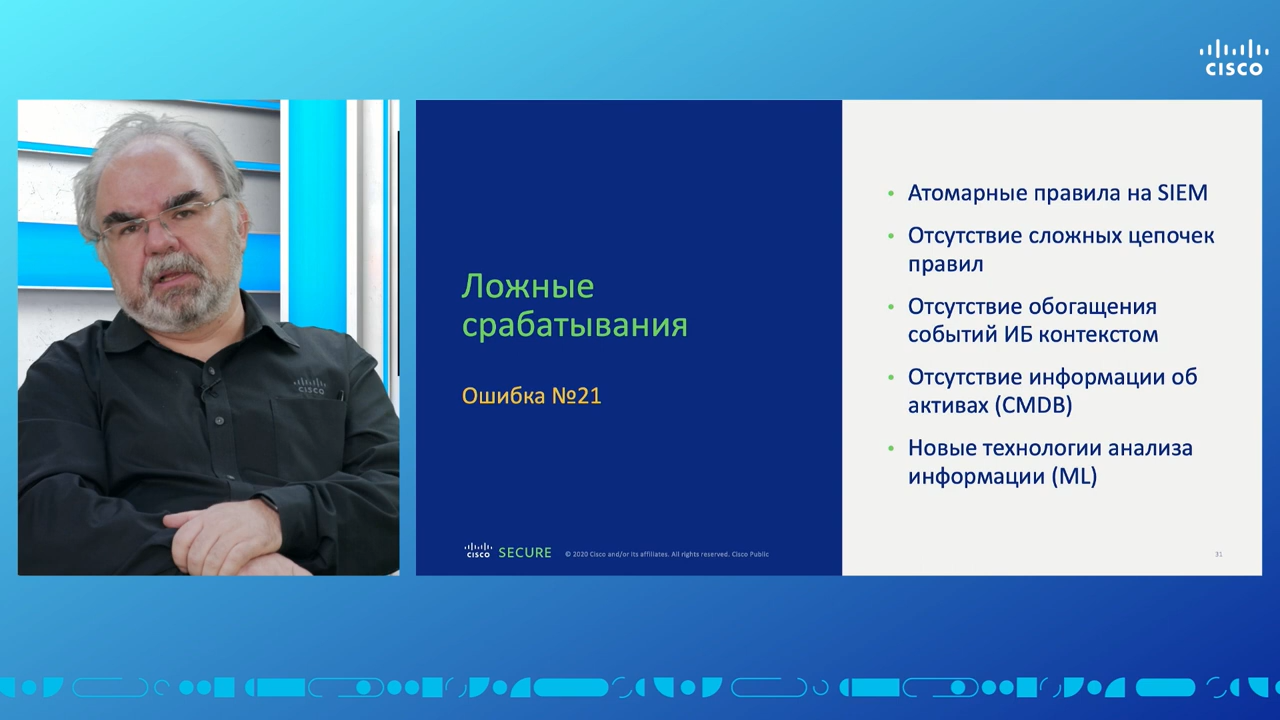 CISCO
CISCO
Ложные
срабатывания
Ошибка №21
• Атомарные правила на SIEM
• Отсутствие сложных цепочек
правил
• Отсутствие обогащения
событий ИБ контекстом
• Отсутствие информации об
активах (CMDB)
• Новые технологии анализа
информации (ML)
CISCO SECURE © 2020 Cisco and/or its affiliates. All rights reserved. Cisco Public
31